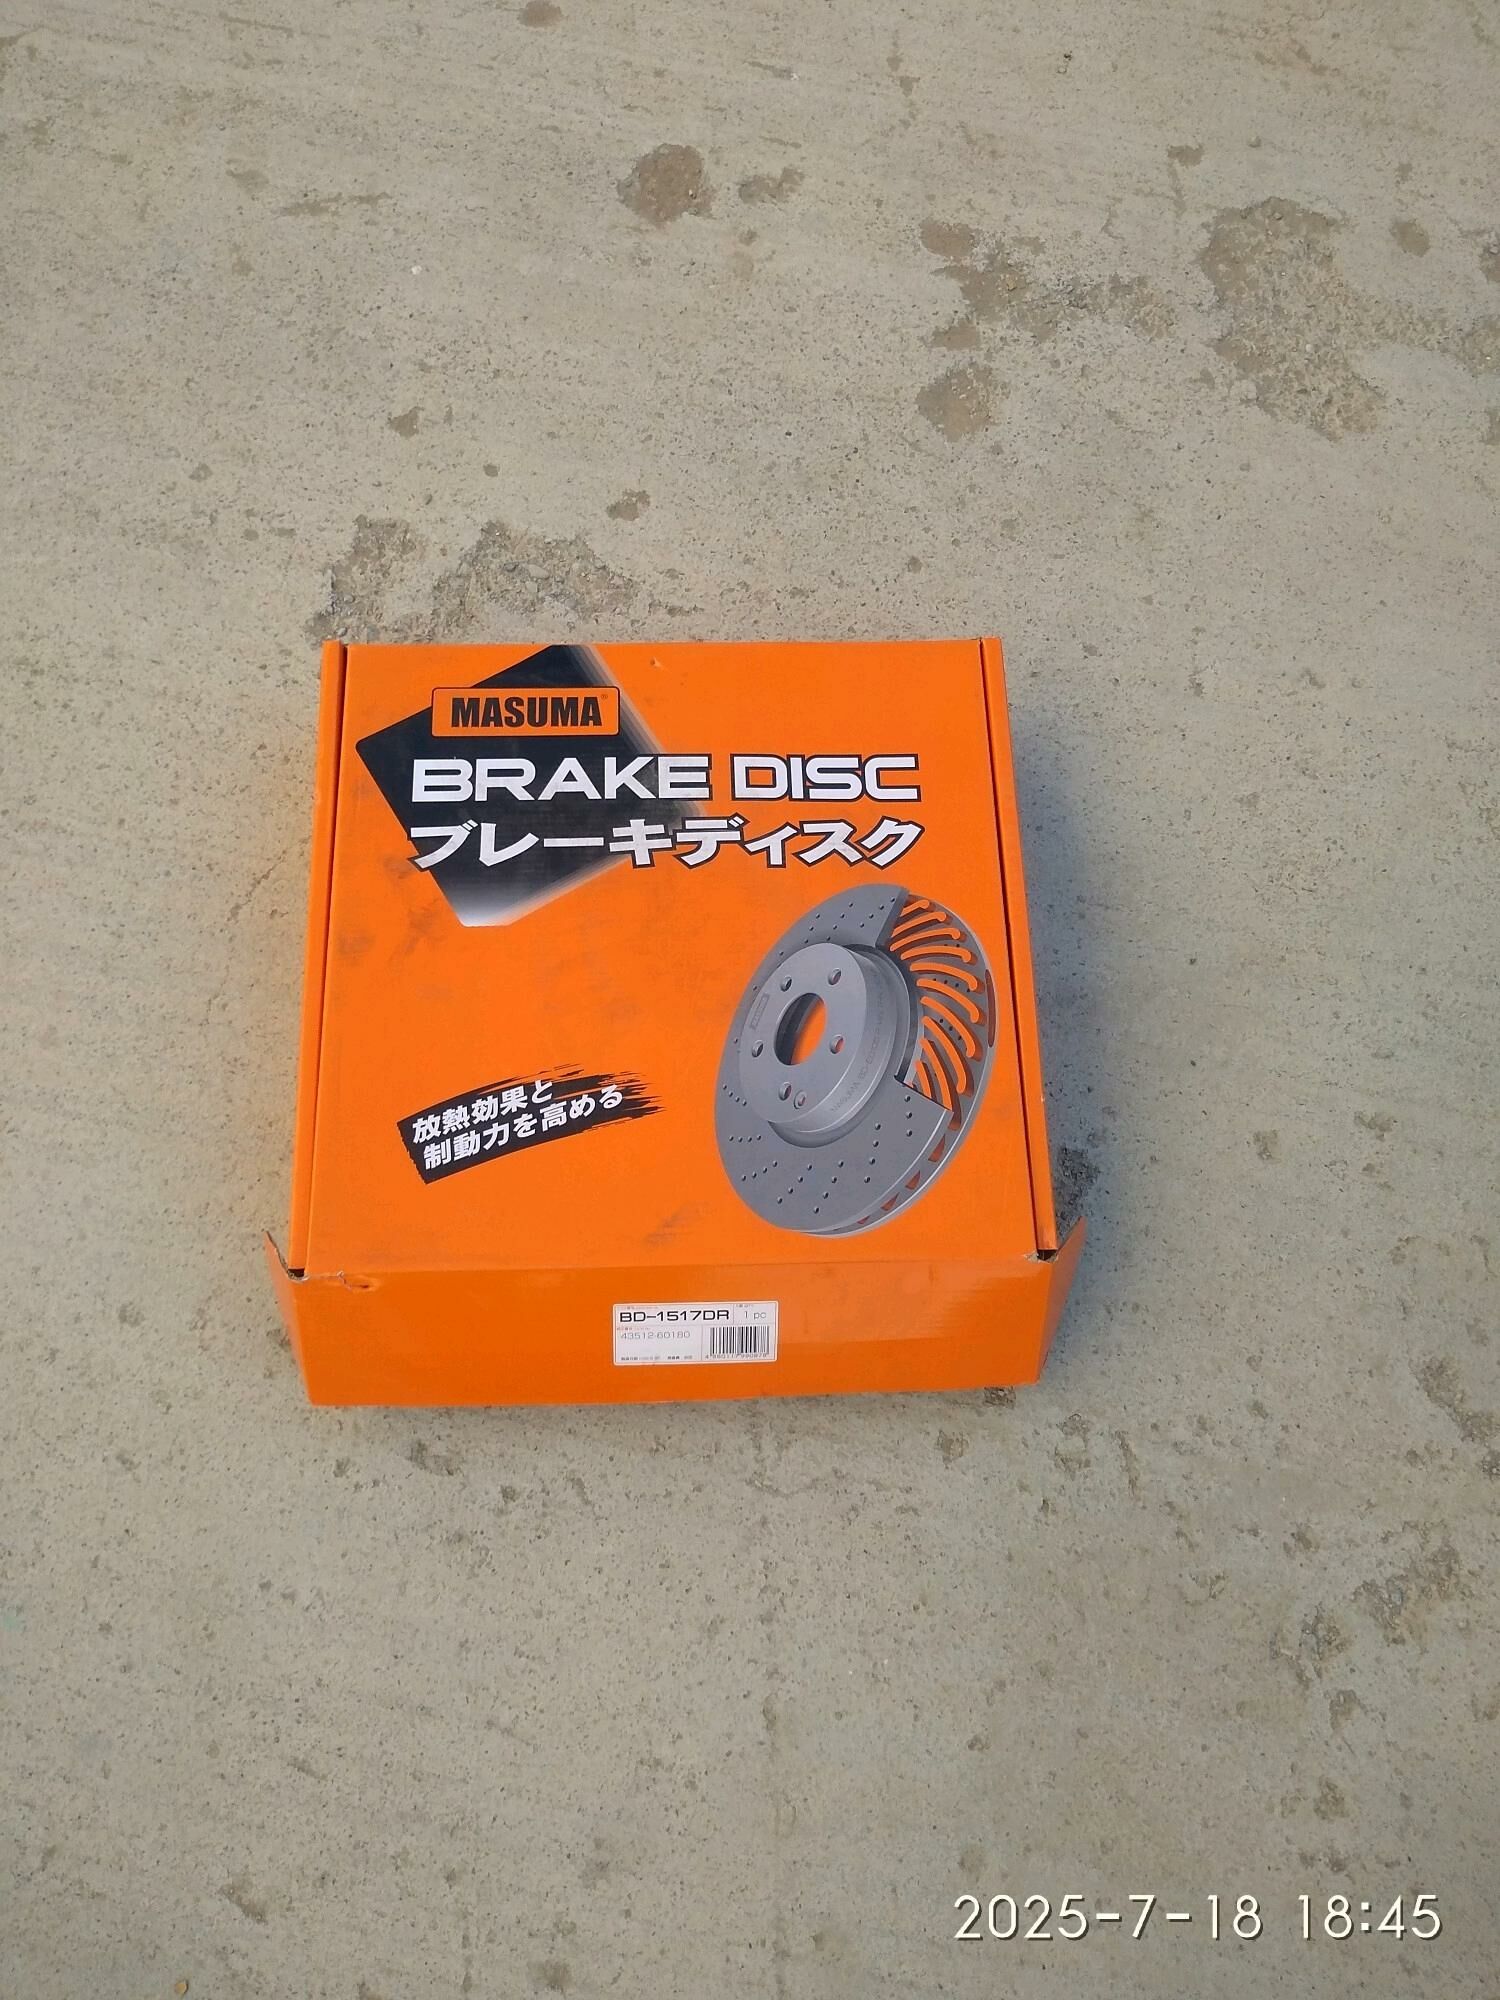 MASUMA®
BRAKE DISC
ブレーキディスク
放熱効果と
制動力を高める
BD-1517DR
1 pc
43512-60180
2025-7-18 18:45